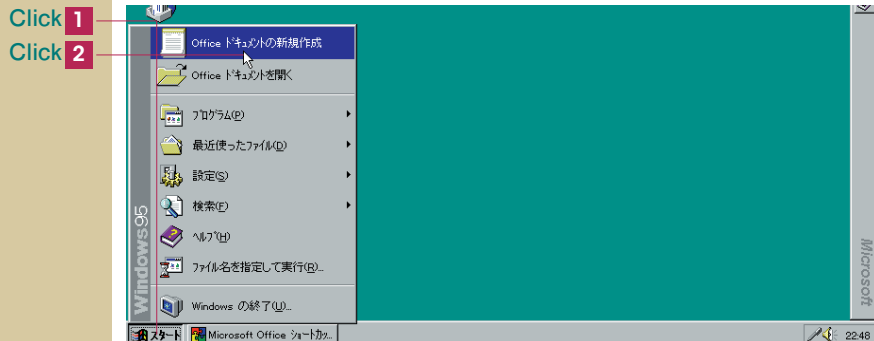 Click 1
Click 2
Office ﾄﾞｷｭﾒﾝﾄの新規作成
Office ﾄﾞｷｭﾒﾝﾄを開く
ﾌﾟﾛｸﾞﾗﾑ(P)
最近使ったﾌｧｲﾙ(D)
設定(S)
検索(F)
ﾍﾙﾌﾟ(H)
ﾌｧｲﾙ名を指定して実行(R)...
Windows の終了(U)...
Windows95
Microsoft
スタート
Microsoft Office ｼｮｰﾄｶｯ...
22:48